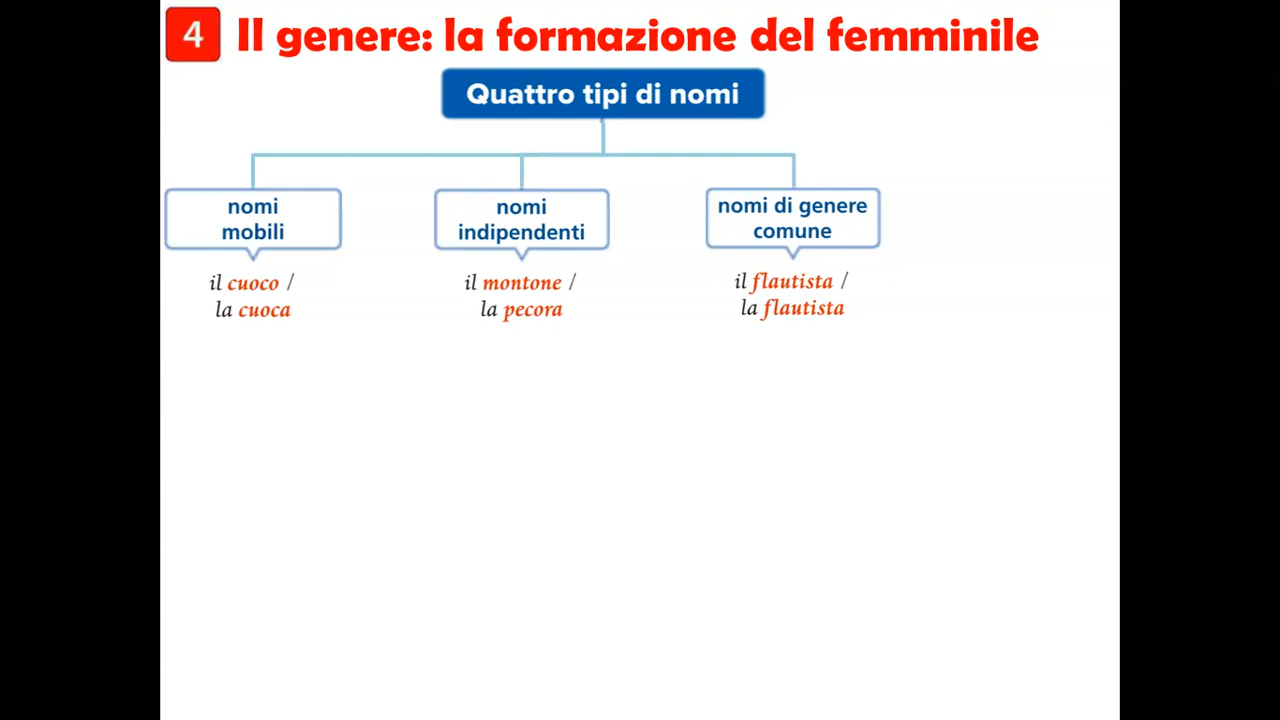 4 Il genere: la formazione del femminile
Quattro tipi di nomi
nomi
mobili
il cuoco /
la cuoca
nomi
indipendenti
il montone /
la pecora
nomi di genere
comune
il flautista /
la flautista